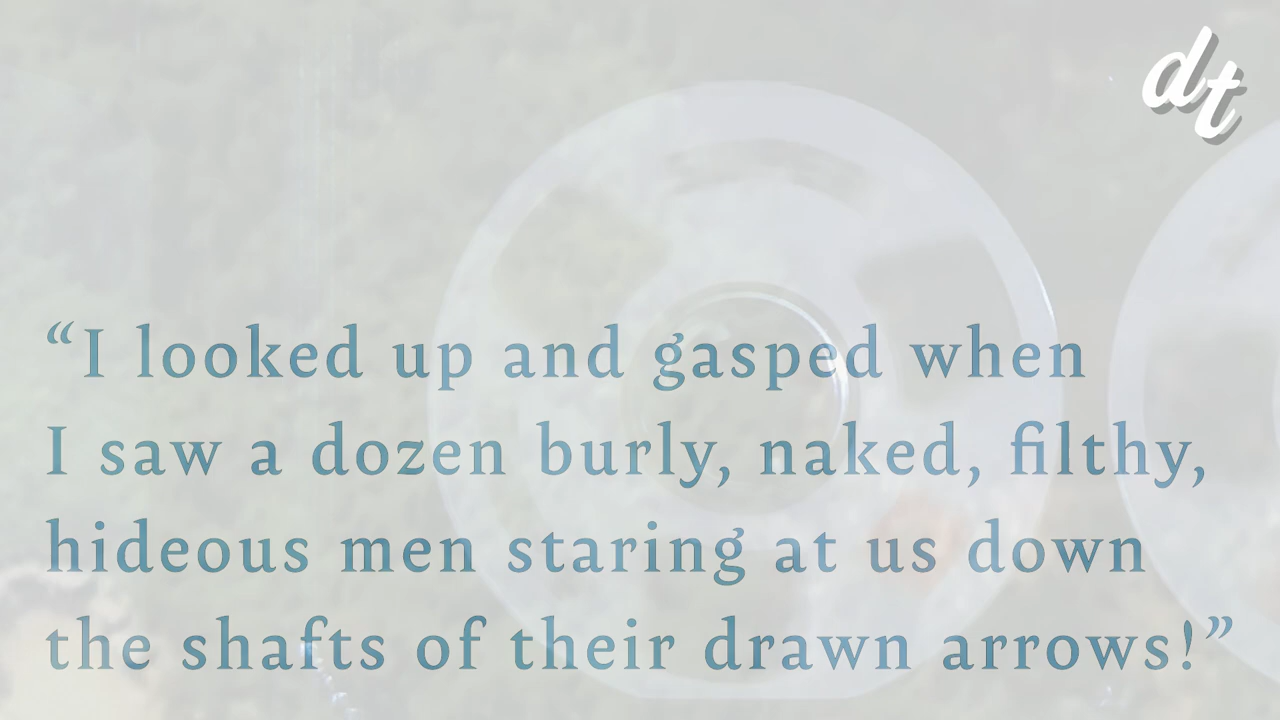 dt
“I looked up and gasped when
I saw a dozen burly, naked, filthy,
hideous men staring at us down
the shafts of their drawn arrows!”